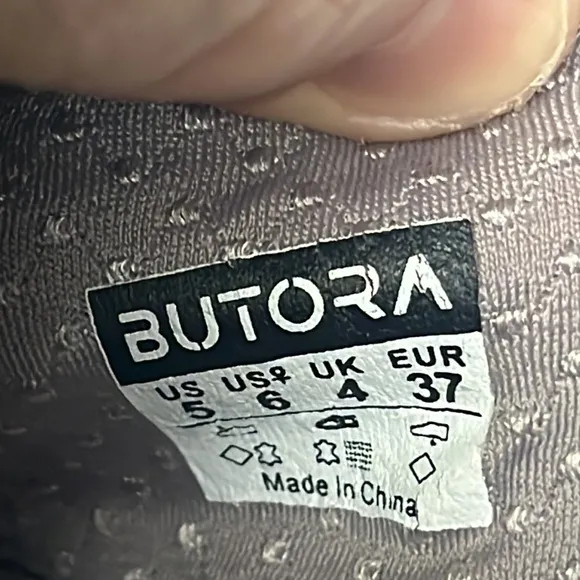 BUTORA
US US♀ UK EUR
5 6 4 37
Made In China